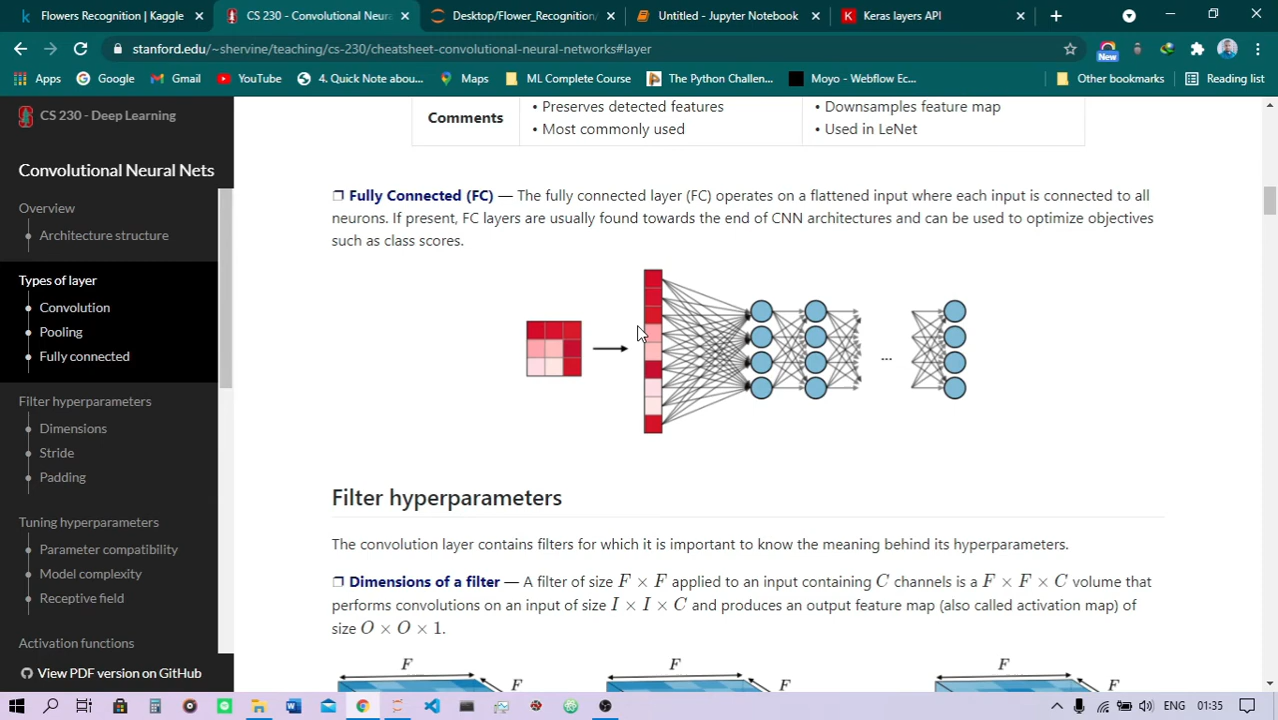 Flowers Recognition | Kaggle
CS 230 - Convolutional Neura
Desktop/Flower_Recognition/
Untitled - Jupyter Notebook
Keras layers API
stanford.edu/~shervine/teaching/cs-230/cheatsheet-convolutional-neural-networks#layer
New
Apps
Google
Gmail
YouTube
4. Quick Note abou...
Maps
ML Complete Course
The Python Challen...
Moyo - Webflow Ec...
Other bookmarks
Reading list
CS 230 - Deep Learning
Convolutional Neural Nets
Overview
Architecture structure
Types of layer
Convolution
Pooling
Fully connected
Filter hyperparameters
Dimensions
Stride
Padding
Tuning hyperparameters
Parameter compatibility
Model complexity
Receptive field
Activation functions
View PDF version on GitHub
Comments
• Preserves detected features
• Most commonly used
• Downsamples feature map
• Used in LeNet
❒ Fully Connected (FC) — The fully connected layer (FC) operates on a flattened input where each input is connected to all
neurons. If present, FC layers are usually found towards the end of CNN architectures and can be used to optimize objectives
such as class scores.
...
Filter hyperparameters
The convolution layer contains filters for which it is important to know the meaning behind its hyperparameters.
❒ Dimensions of a filter — A filter of size F × F applied to an input containing C channels is a F × F × C volume that
performs convolutions on an input of size I × I × C and produces an output feature map (also called activation map) of
size O × O × 1.
F
F
F
F
F
F
ENG
01:35